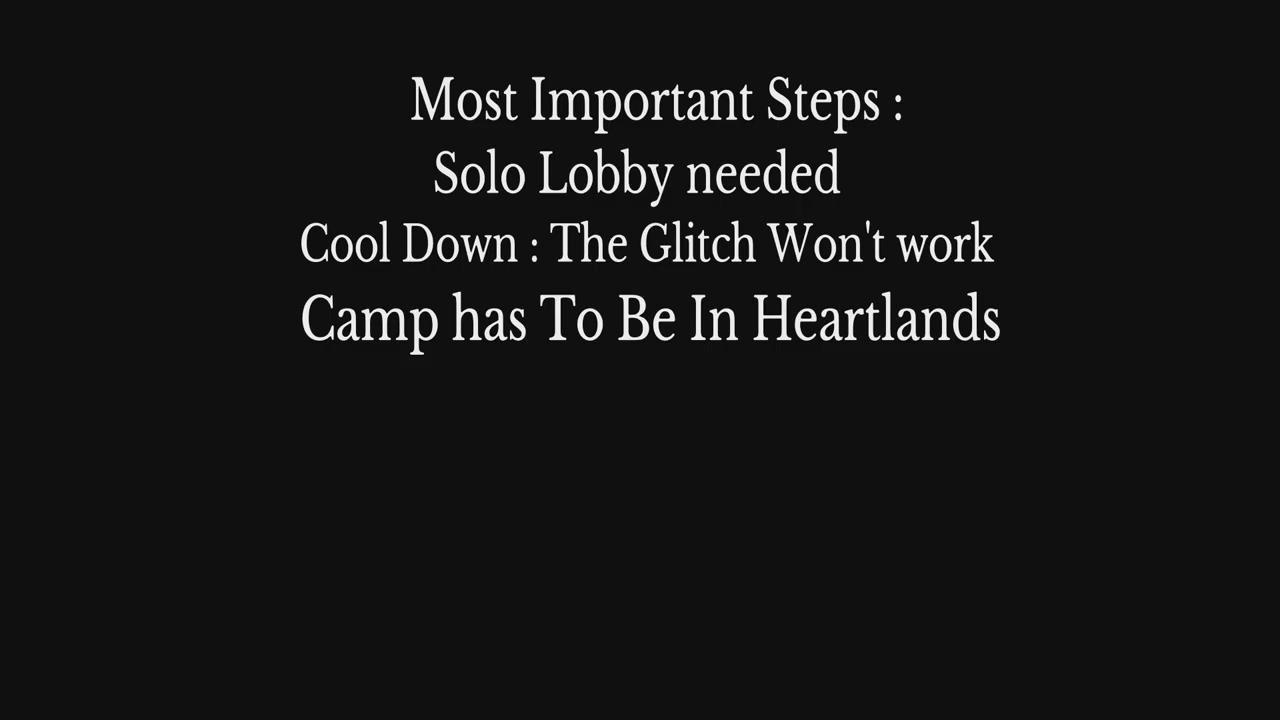 Most Important Steps :
Solo Lobby needed
Cool Down : The Glitch Won't work
Camp has To Be In Heartlands